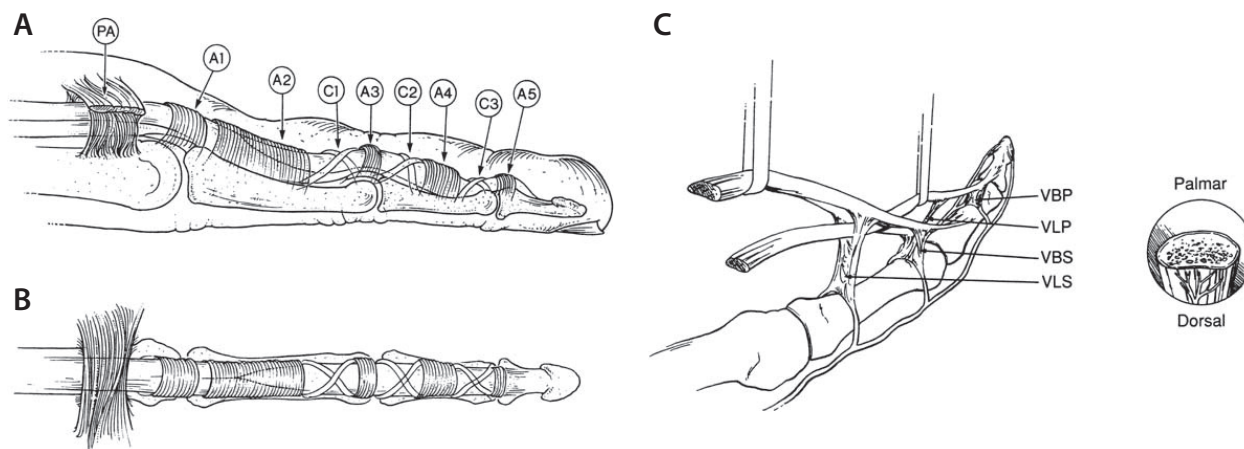 A
PA
A1
A2
C1
A3
C2
A4
C3
A5
B
C
VBP
VLP
VBS
VLS
Palmar
Dorsal